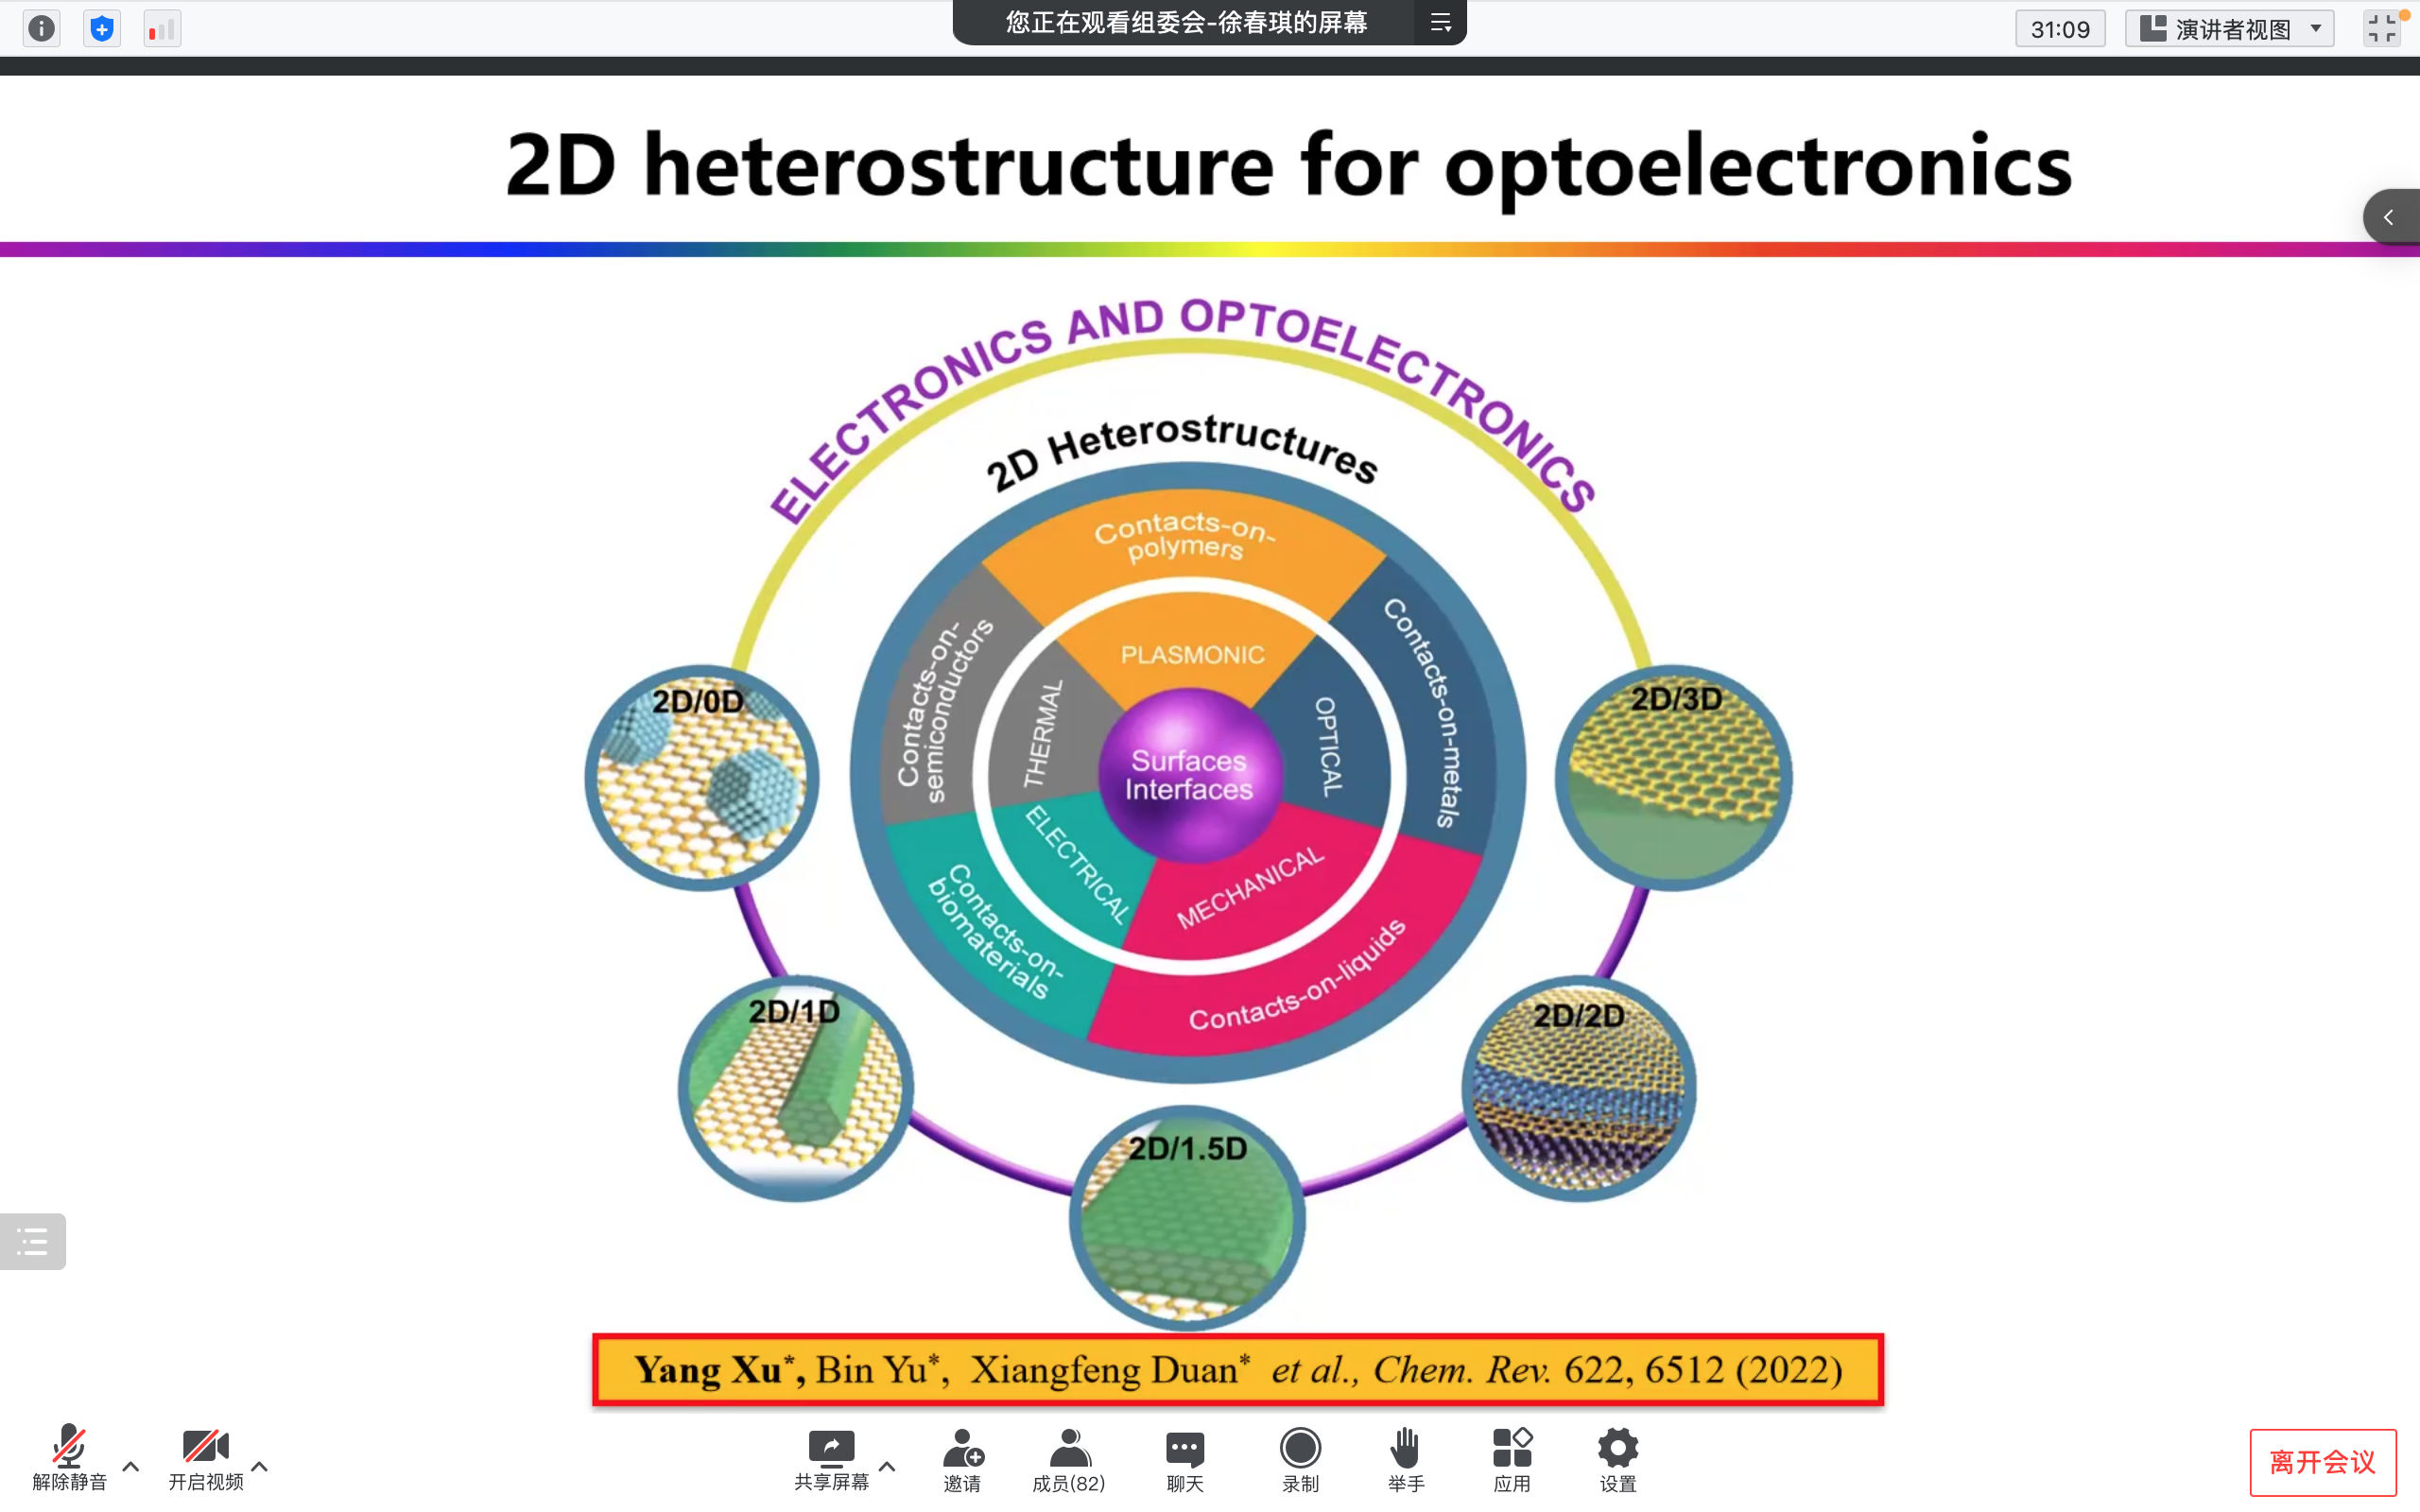 您正在观看组委会-徐春琪的屏幕
31:09
演讲者视图
2D heterostructure for optoelectronics
ELECTRONICS AND OPTOELECTRONICS
2D Heterostructures
Contacts-on-
polymers
PLASMONIC
Contacts-on-
semiconductors
THERMAL
OPTICAL
Contacts-on-metals
Surfaces
Interfaces
ELECTRICAL
MECHANICAL
Contacts-on-
biomaterials
Contacts-on-liquids
2D/0D
2D/3D
2D/1D
2D/2D
2D/1.5D
Yang Xu*, Bin Yu*, Xiangfeng Duan* et al., Chem. Rev. 622, 6512 (2022)
解除静音
开启视频
共享屏幕
邀请
成员(82)
聊天
录制
举手
应用
设置
离开会议